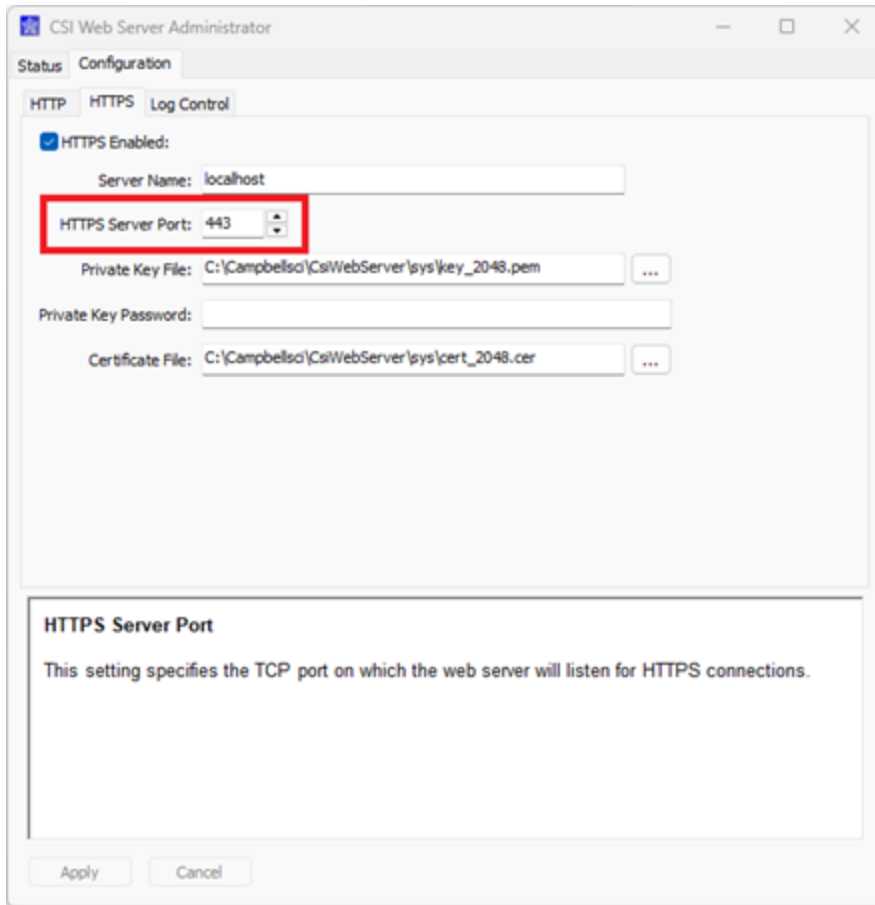 CSI Web Server Administrator
Status Configuration
HTTP HTTPS Log Control
HTTPS Enabled:
Server Name: localhost
HTTPS Server Port: 443
Private Key File: C:\Campbellsci\CsiWebServer\sys\key_2048.pem ...
Private Key Password:
Certificate File: C:\Campbellsci\CsiWebServer\sys\cert_2048.cer ...
HTTPS Server Port
This setting specifies the TCP port on which the web server will listen for HTTPS connections.
Apply Cancel